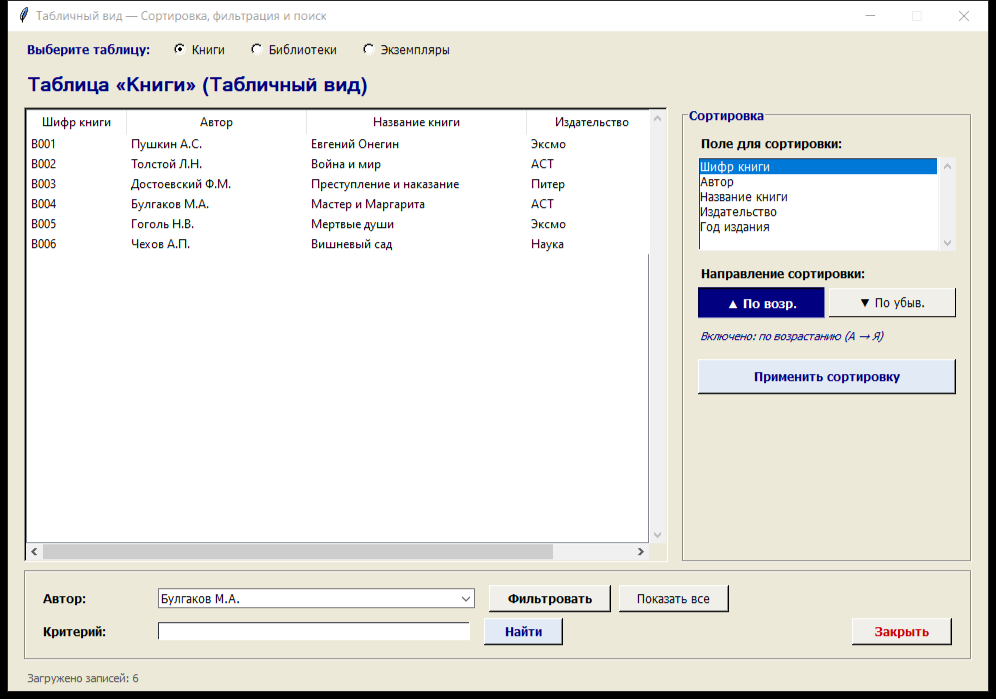 Табличный вид — Сортировка, фильтрация и поиск
Выберите таблицу: Книги Библиотеки Экземпляры
Таблица «Книги» (Табличный вид)
Шифр книги Автор Название книги Издательство
B001 Пушкин А.С. Евгений Онегин Эксмо
B002 Толстой Л.Н. Война и мир АСТ
B003 Достоевский Ф.М. Преступление и наказание Питер
B004 Булгаков М.А. Мастер и Маргарита АСТ
B005 Гоголь Н.В. Мертвые души Эксмо
B006 Чехов А.П. Вишневый сад Наука
Сортировка
Поле для сортировки:
Шифр книги
Автор
Название книги
Издательство
Год издания
Направление сортировки:
▲ По возр. ▼ По убыв.
Включено: по возрастанию (А → Я)
Применить сортировку
Автор: Булгаков М.А. Фильтровать Показать все
Критерий: Найти Закрыть
Загружено записей: 6